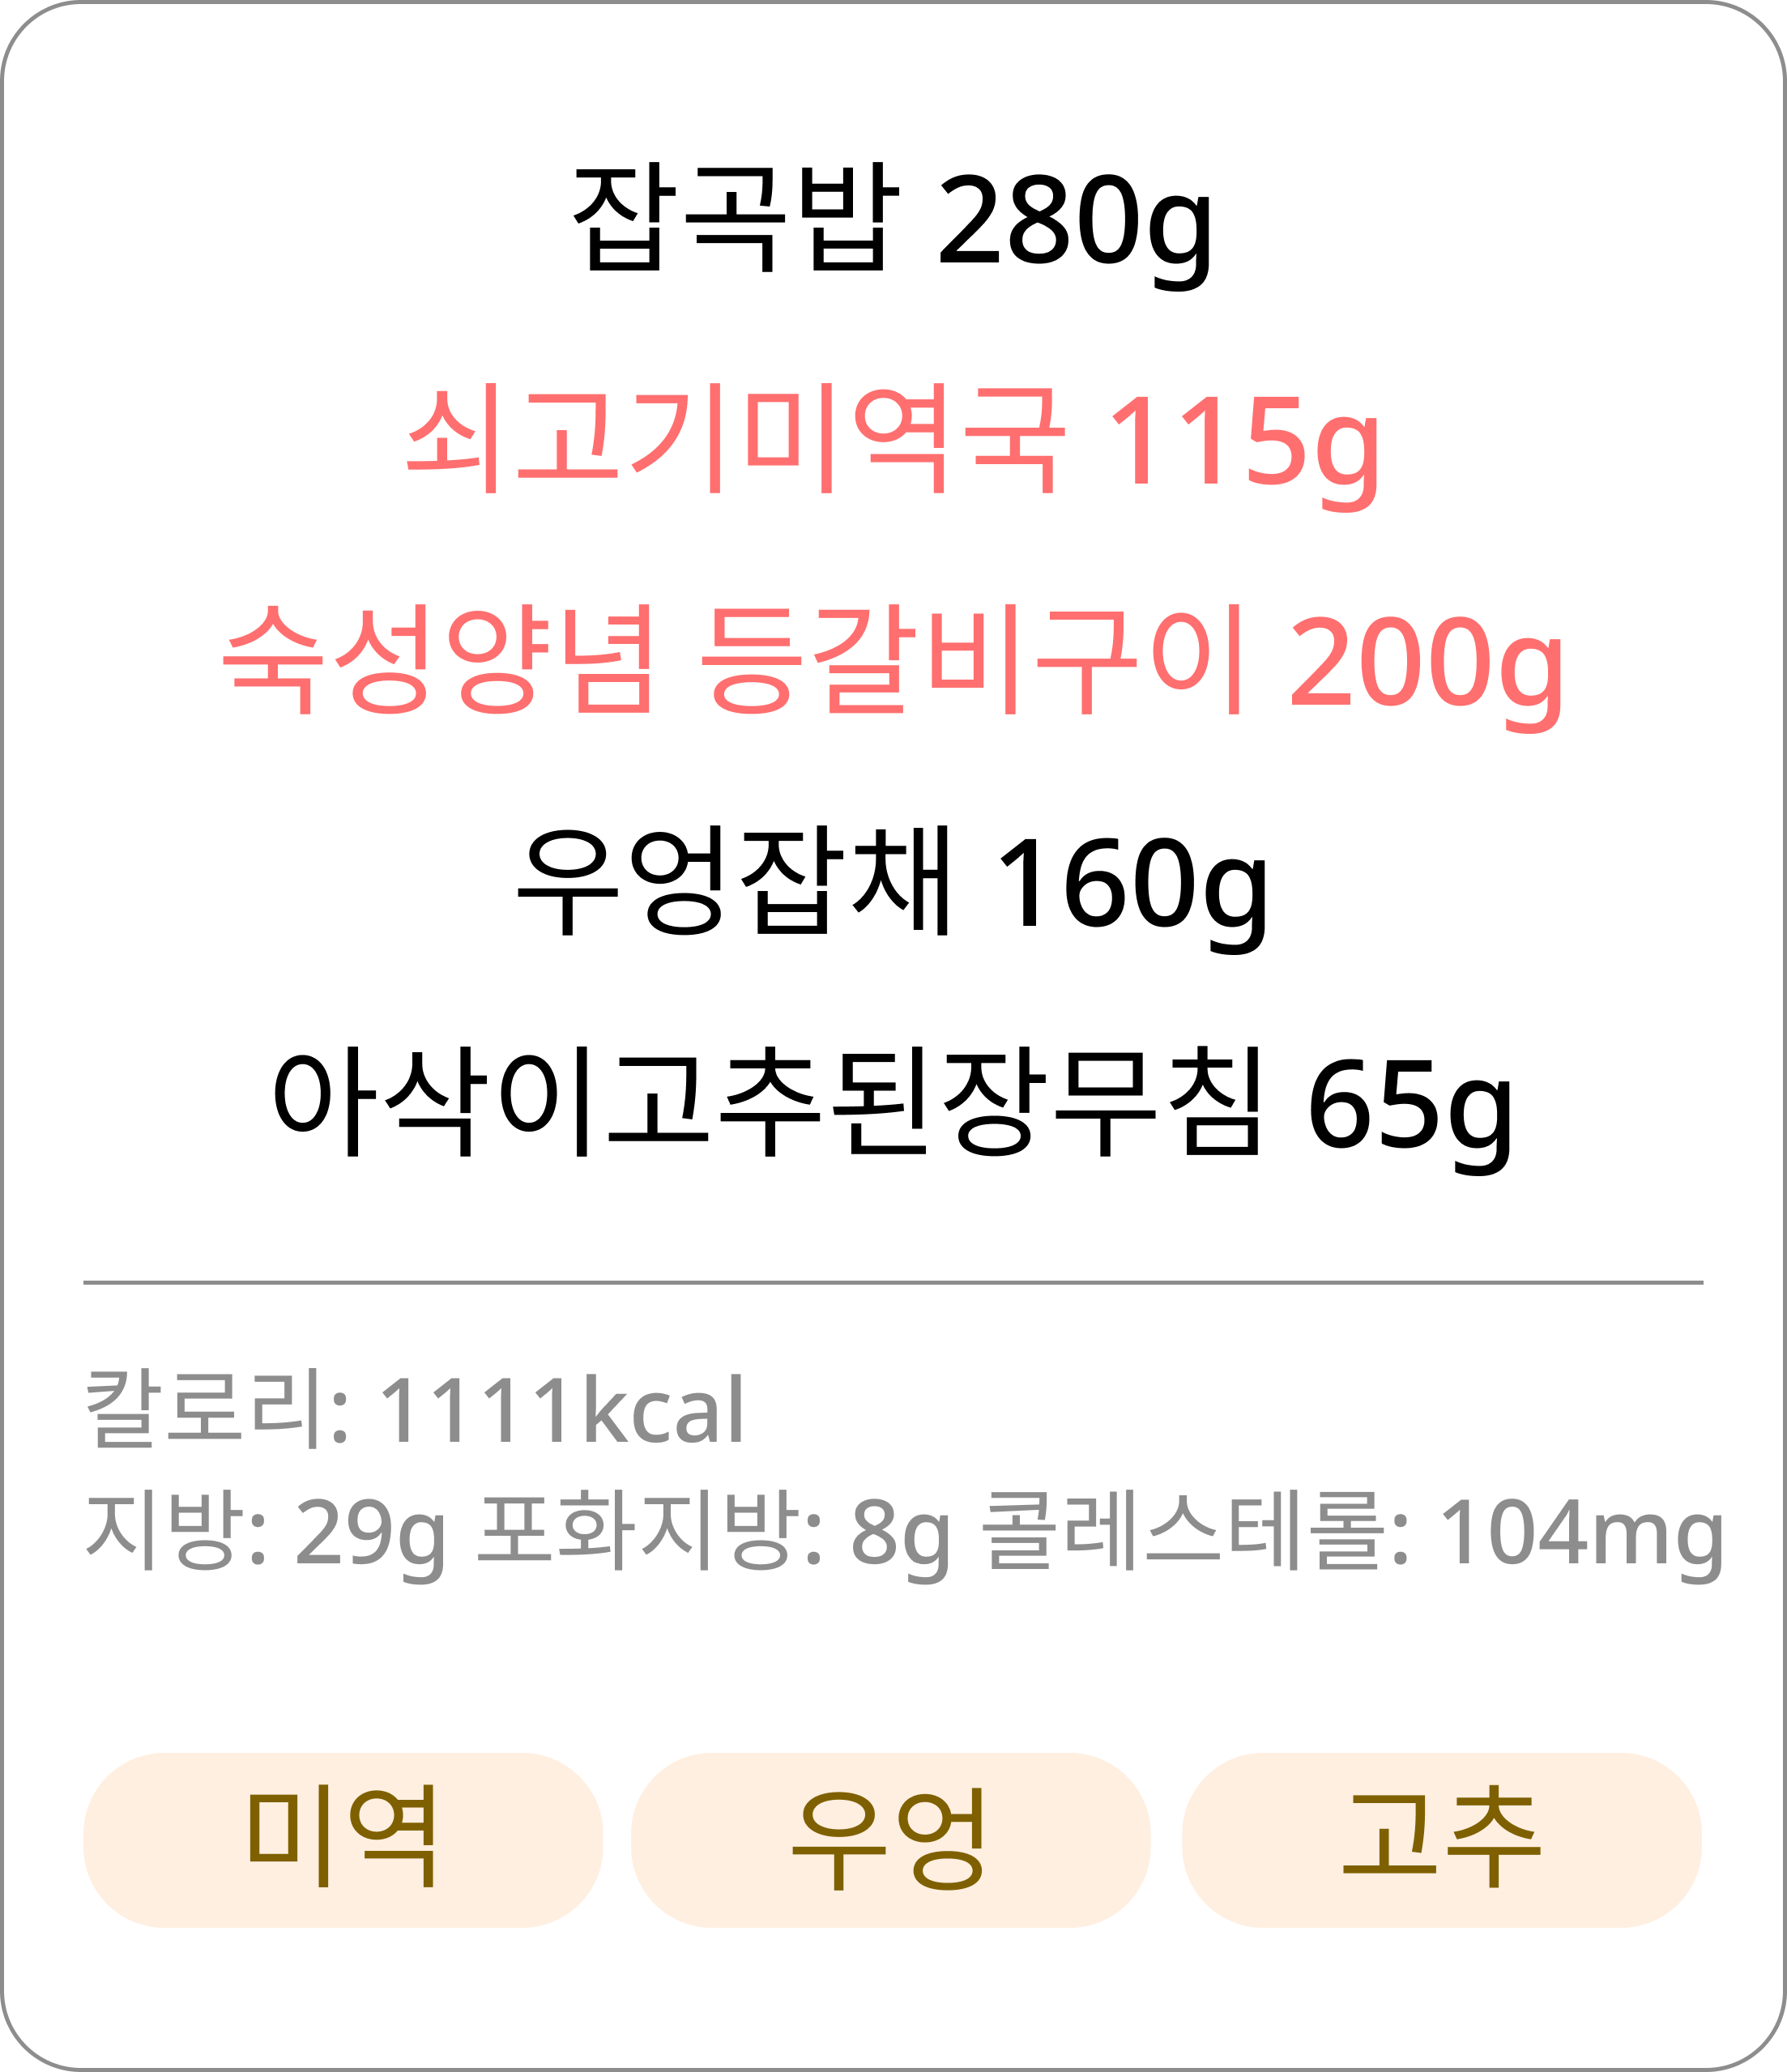 잡곡밥 280g
쇠고기미역국 115g
숙성양념 등갈비구이 200g
우엉잡채 160g
아삭이고추된장무침 65g
칼로리: 1111kcal
지방: 29g 포화지방: 8g 콜레스테롤: 104mg
미역 우엉 고추